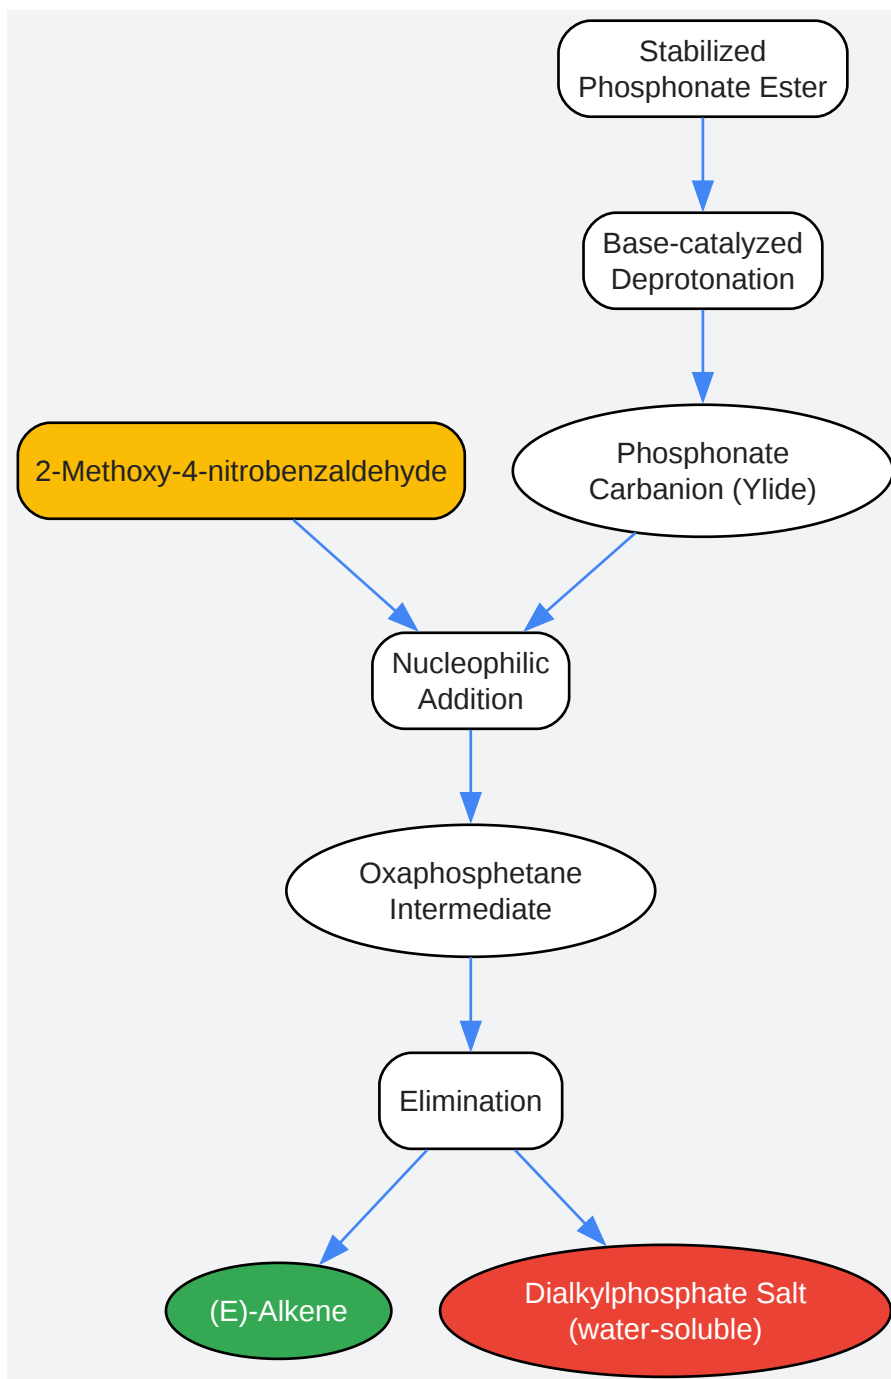 Stabilized
Phosphonate Ester
Base-catalyzed
Deprotonation
2-Methoxy-4-nitrobenzaldehyde
Phosphonate
Carbanion (Ylide)
Nucleophilic
Addition
Oxaphosphetane
Intermediate
Elimination
(E)-Alkene
Dialkylphosphate Salt
(water-soluble)